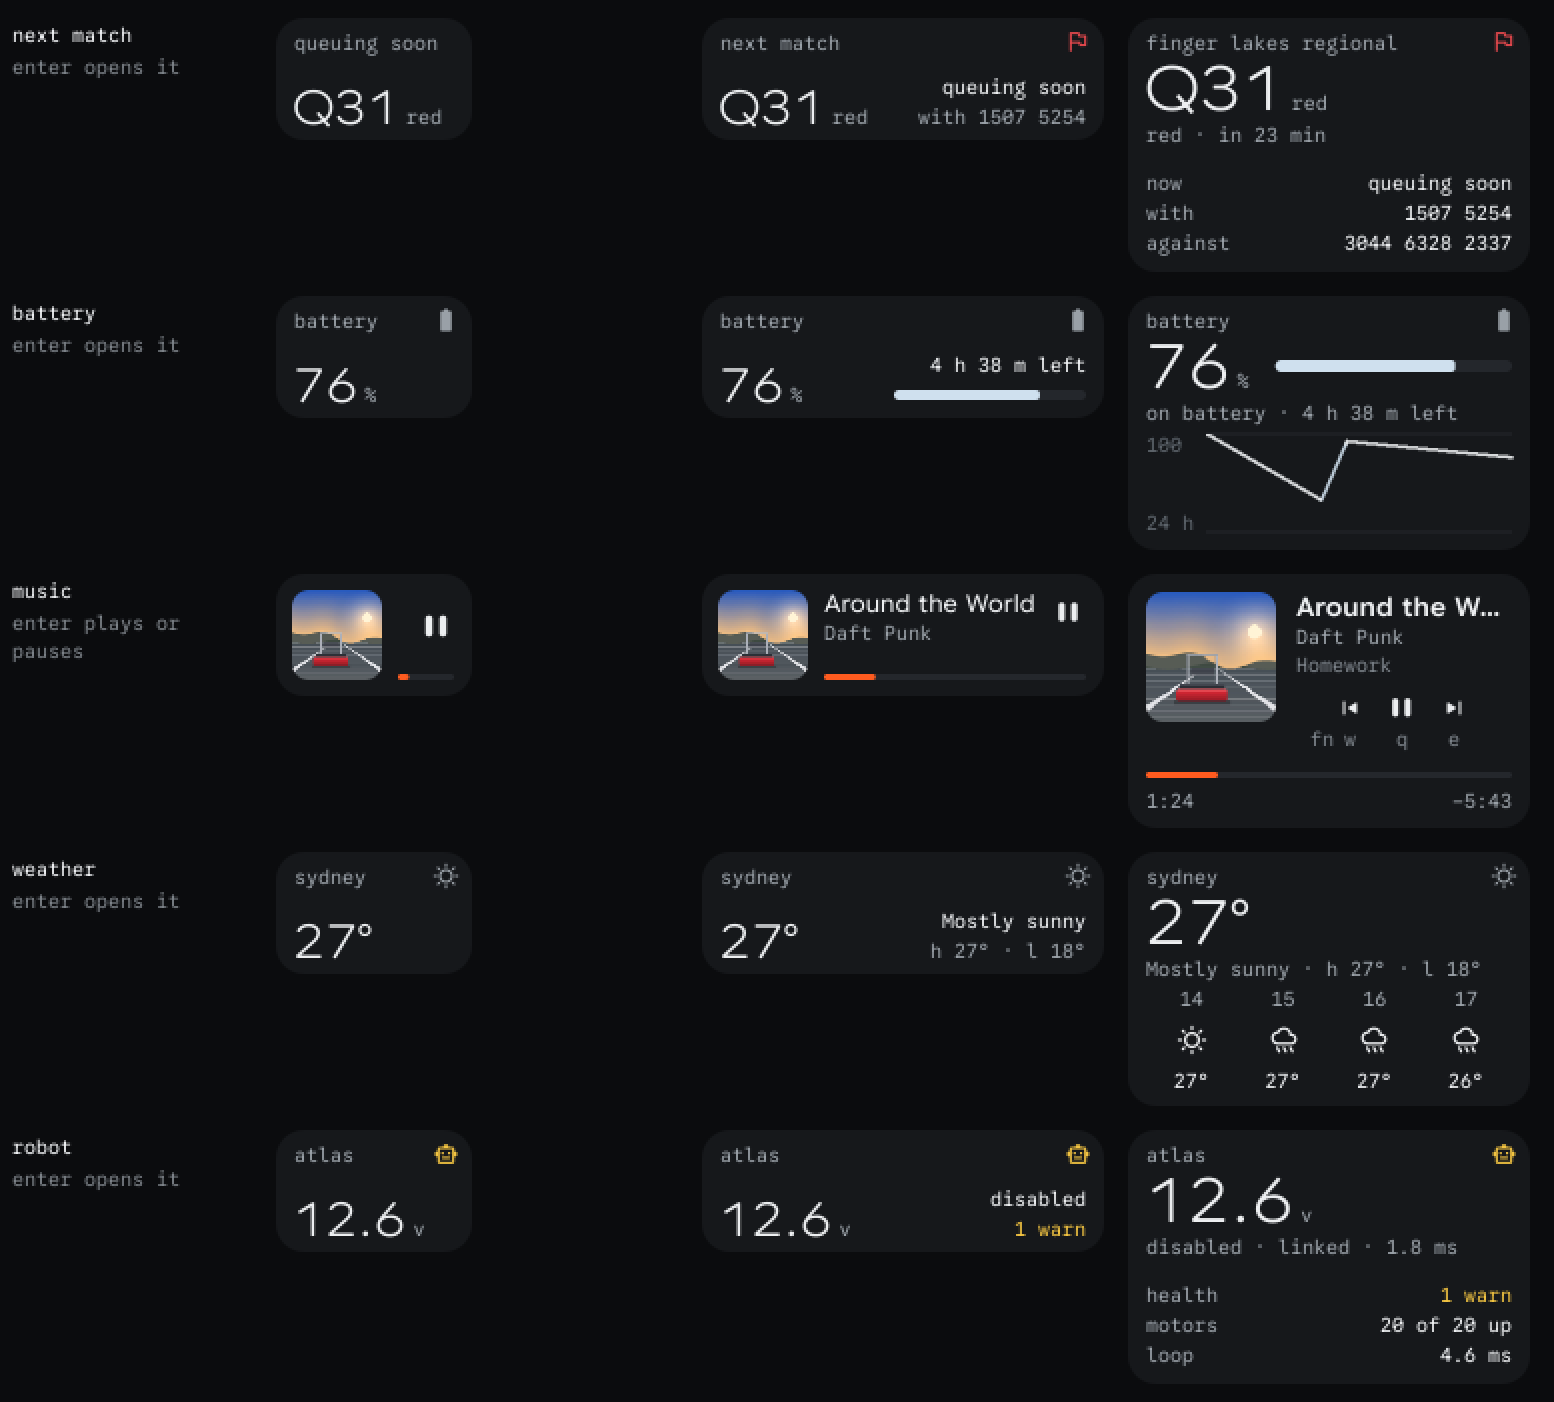 next match
enter opens it
queuing soon
Q31 red
next match
queuing soon
Q31 red
with 1507 5254
finger lakes regional
Q31 red
red · in 23 min
now queuing soon
with 1507 5254
against 3044 6328 2337
battery
enter opens it
battery
76 %
battery
4 h 38 m left
76 %
battery
76 %
on battery · 4 h 38 m left
100
24 h
music
enter plays or
pauses
Around the World
Daft Punk
Around the W...
Daft Punk
Homework
fn w q e
1:24 -5:43
weather
enter opens it
sydney
27°
sydney
Mostly sunny
27°
h 27° · l 18°
sydney
27°
Mostly sunny · h 27° · l 18°
14 15 16 17
27° 27° 27° 26°
robot
enter opens it
atlas
12.6 v
atlas
disabled
12.6 v
1 warn
atlas
12.6 v
disabled · linked · 1.8 ms
health 1 warn
motors 20 of 20 up
loop 4.6 ms